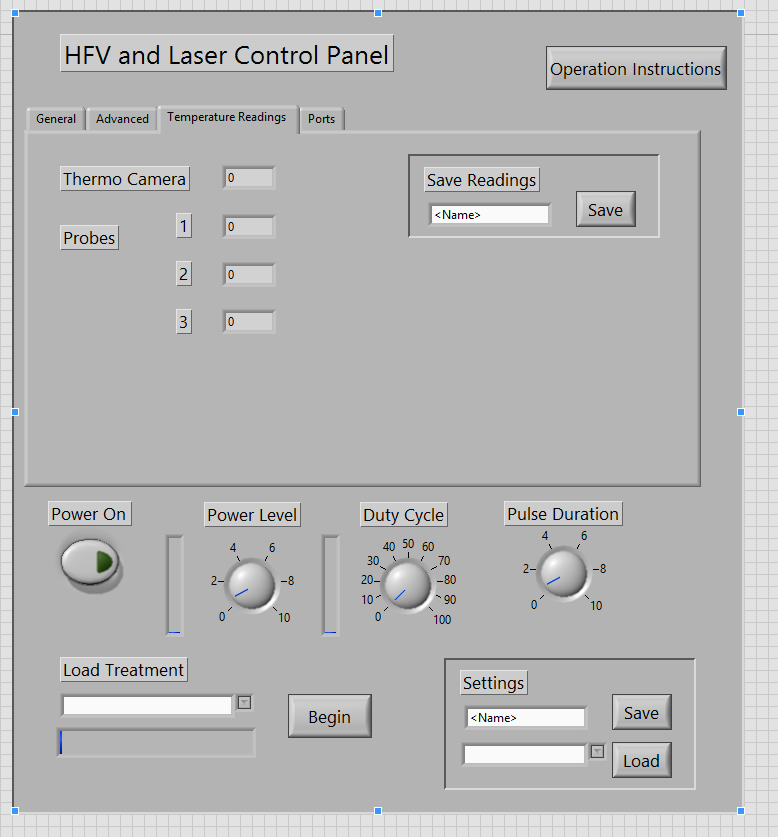 HFV and Laser Control Panel
Operation Instructions
General Advanced Temperature Readings Ports
Thermo Camera 0
Save Readings
<Name> Save
Probes
1 0
2 0
3 0
Power On
Power Level
0 2 4 6 8 10
Duty Cycle
0 10 20 30 40 50 60 70 80 90 100
Pulse Duration
0 2 4 6 8 10
Load Treatment
Begin
Settings
<Name> Save
Load